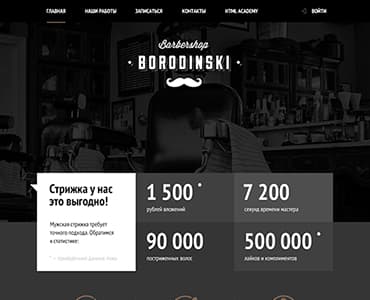 ГЛАВНАЯ НАШИ РАБОТЫ ЗАПИСАТЬСЯ КОНТАКТЫ HTML ACADEMY ВОЙТИ
Barbershop
BORODINSKI
Стрижка у нас
это выгодно!
Мужская стрижка требует
точного подхода. Обратимся
к статистике:
1 500 *
рублей вложений
7 200
секунд времени мастера
90 000
постриженных волос
500 000 *
лайков и комплиментов